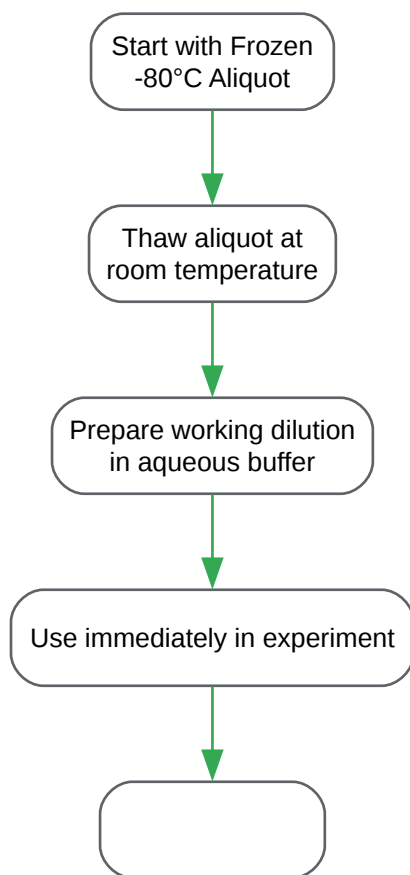 Start with Frozen
-80°C Aliquot
Thaw aliquot at
room temperature
Prepare working dilution
in aqueous buffer
Use immediately in experiment